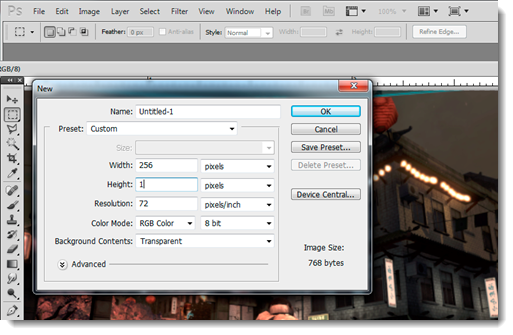 Ps File Edit Image Layer Select Filter Analysis 3D View Window Help 100%
Feather: 0 px Anti-alias Style: Normal Width: Height: Refine Edge...
RGB/8)
New
Name: Untitled-1 OK
Preset: Custom Cancel
Size: Save Preset...
Width: 256 pixels Delete Preset...
Height: 1 pixels
Resolution: 72 pixels/inch Device Central...
Color Mode: RGB Color 8 bit
Background Contents: Transparent Image Size:
Advanced 768 bytes